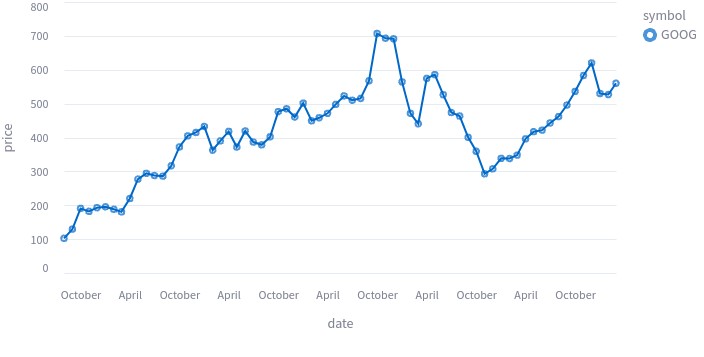 symbol
GOOG
price
800
700
600
500
400
300
200
100
0
October April October April October April October April October April October
date